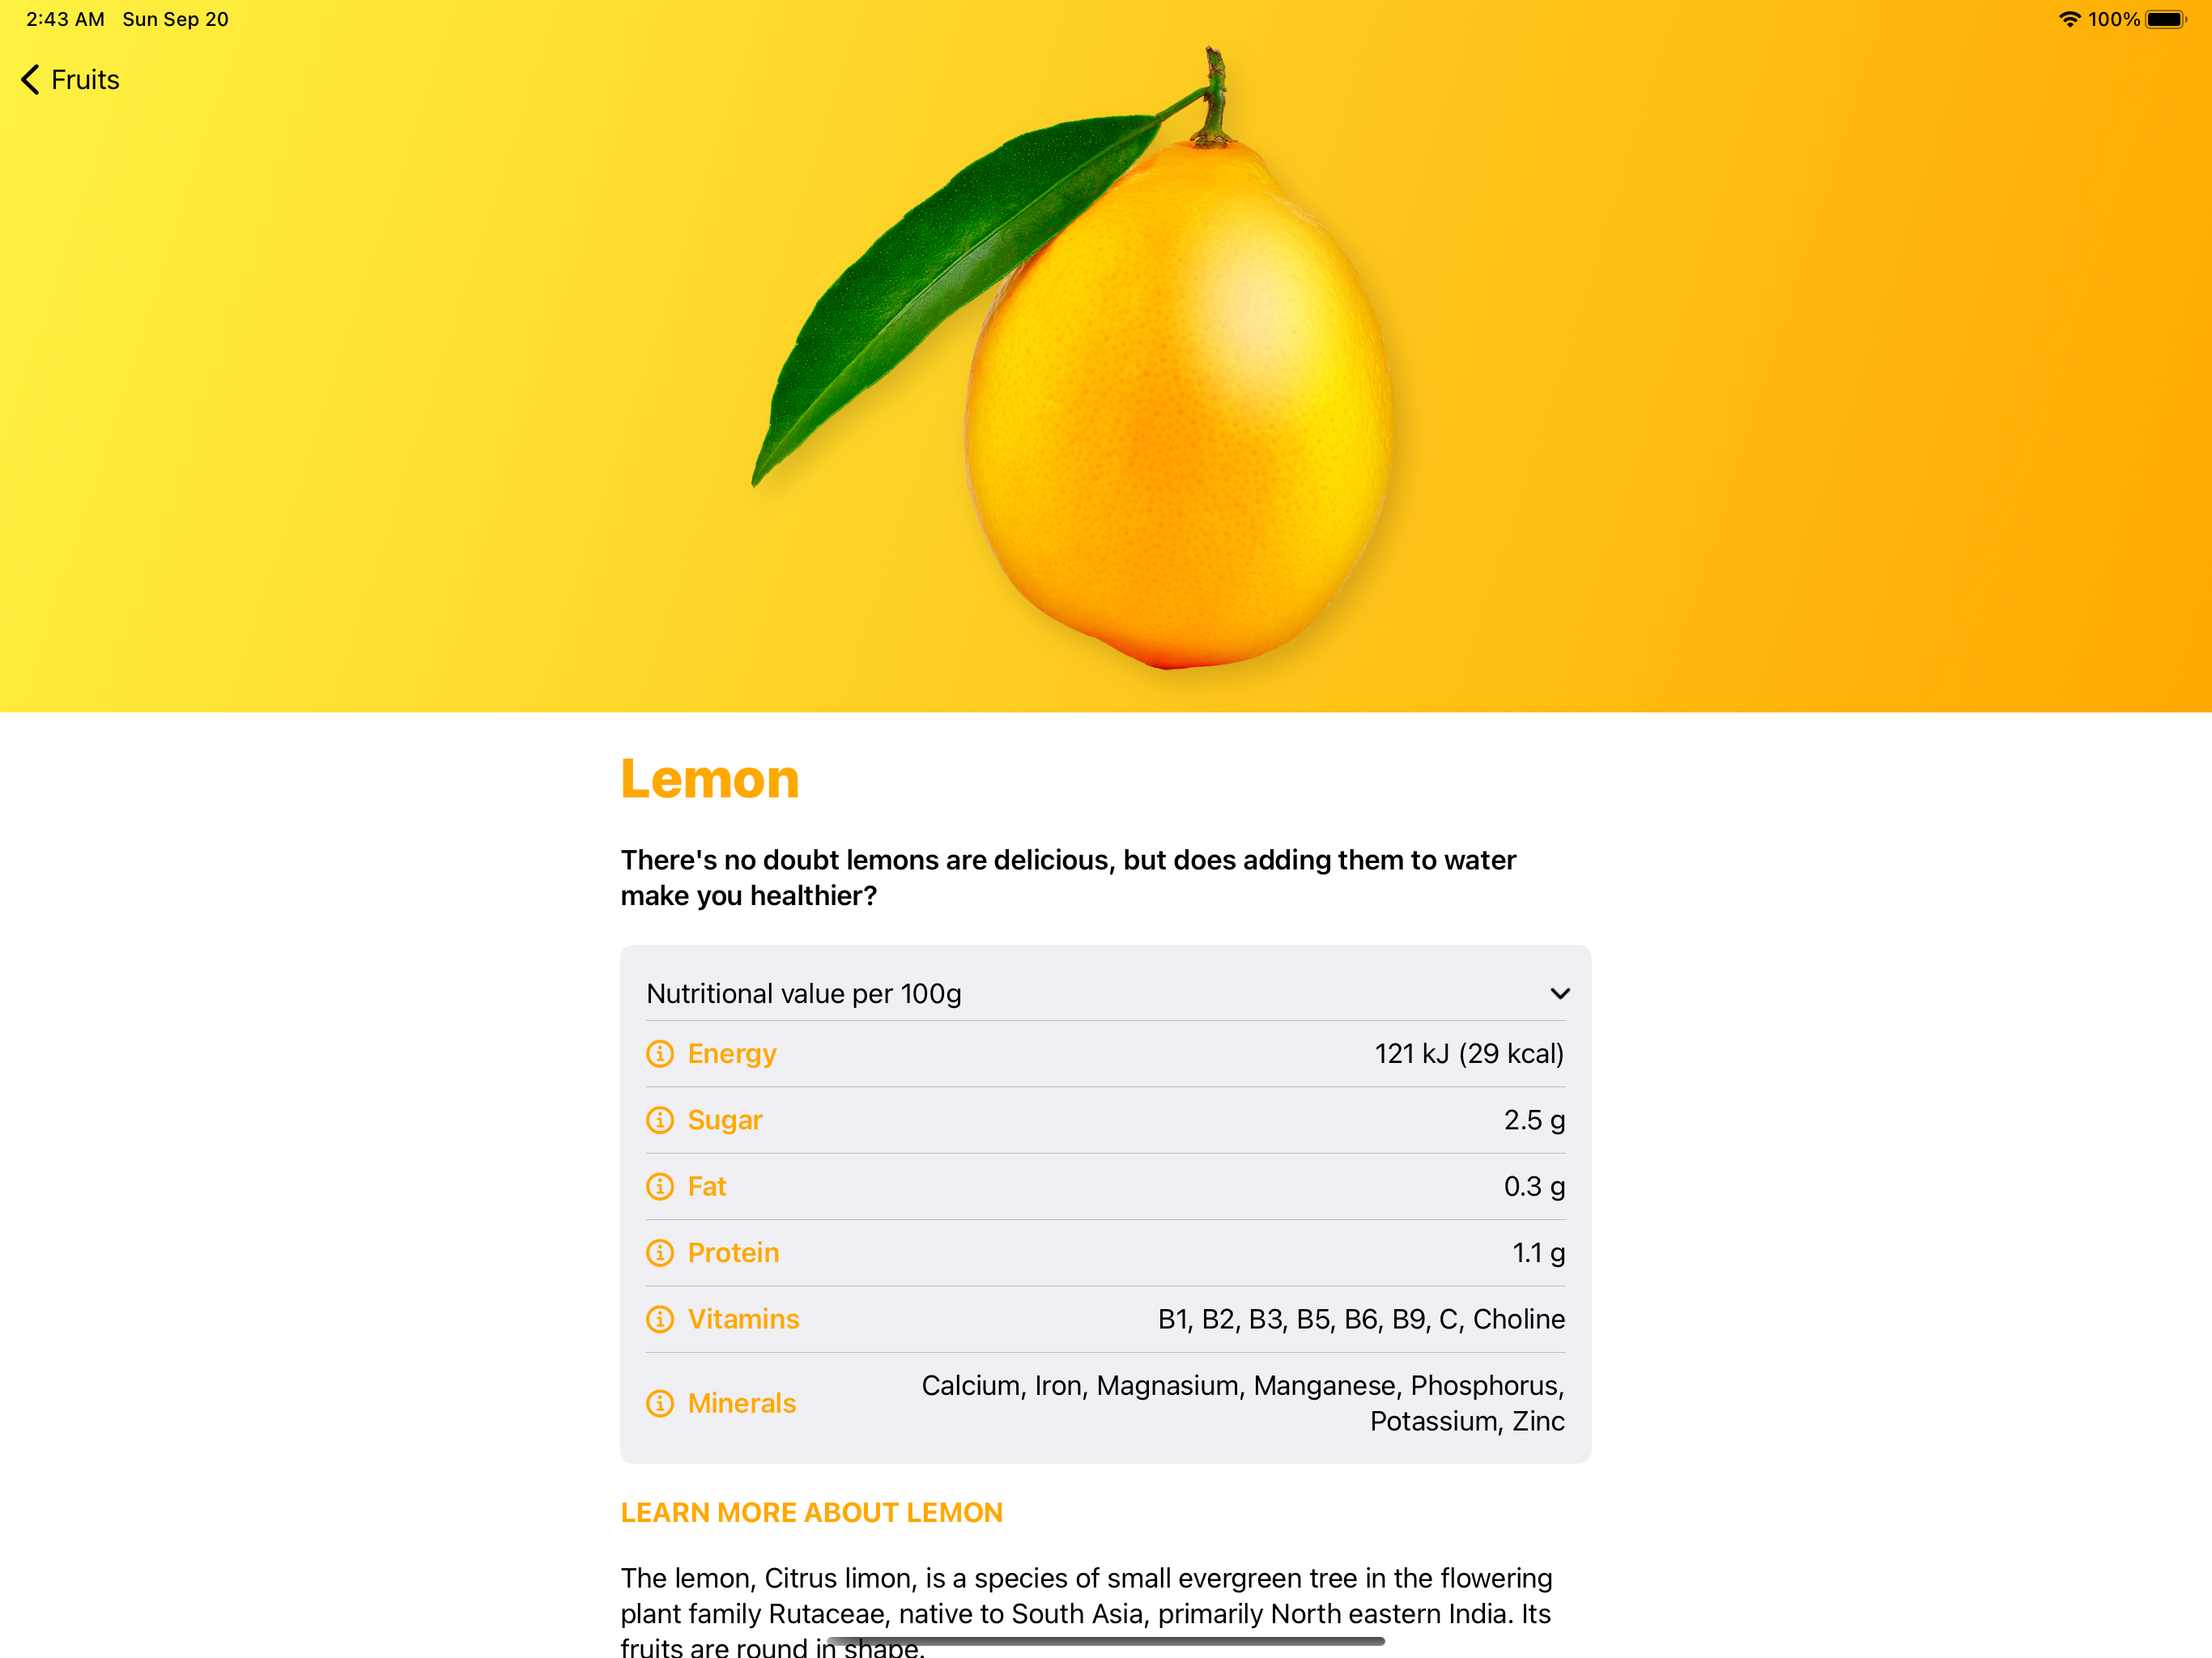 2:43 AM Sun Sep 20
100%
Fruits
Lemon
There's no doubt lemons are delicious, but does adding them to water
make you healthier?
Nutritional value per 100g
Energy 121 kJ (29 kcal)
Sugar 2.5 g
Fat 0.3 g
Protein 1.1 g
Vitamins B1, B2, B3, B5, B6, B9, C, Choline
Minerals Calcium, Iron, Magnasium, Manganese, Phosphorus,
Potassium, Zinc
LEARN MORE ABOUT LEMON
The lemon, Citrus limon, is a species of small evergreen tree in the flowering
plant family Rutaceae, native to South Asia, primarily North eastern India. Its
fruits are round in shape.